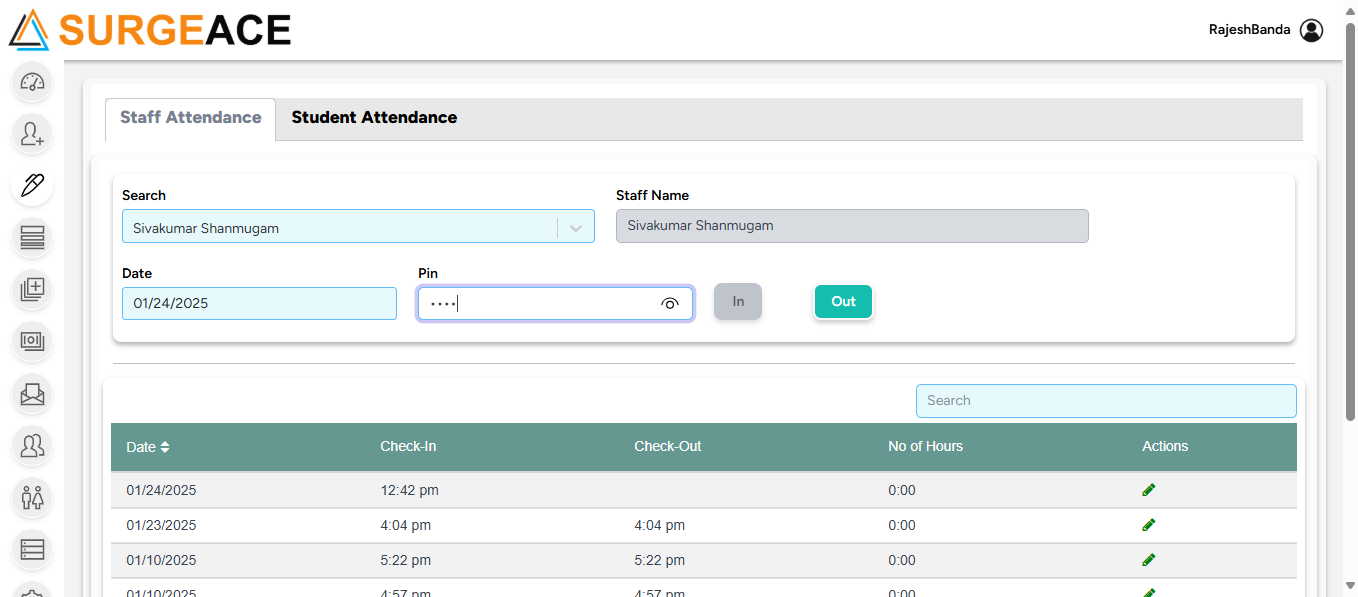 SURGEACE
RajeshBanda
Staff Attendance Student Attendance
Search Staff Name
Sivakumar Shanmugam Sivakumar Shanmugam
Date Pin
01/24/2025 •••• In Out
Search
Date Check-In Check-Out No of Hours Actions
01/24/2025 12:42 pm 0:00
01/23/2025 4:04 pm 4:04 pm 0:00
01/10/2025 5:22 pm 5:22 pm 0:00
01/10/2025 4:57 pm 4:57 pm 0:00